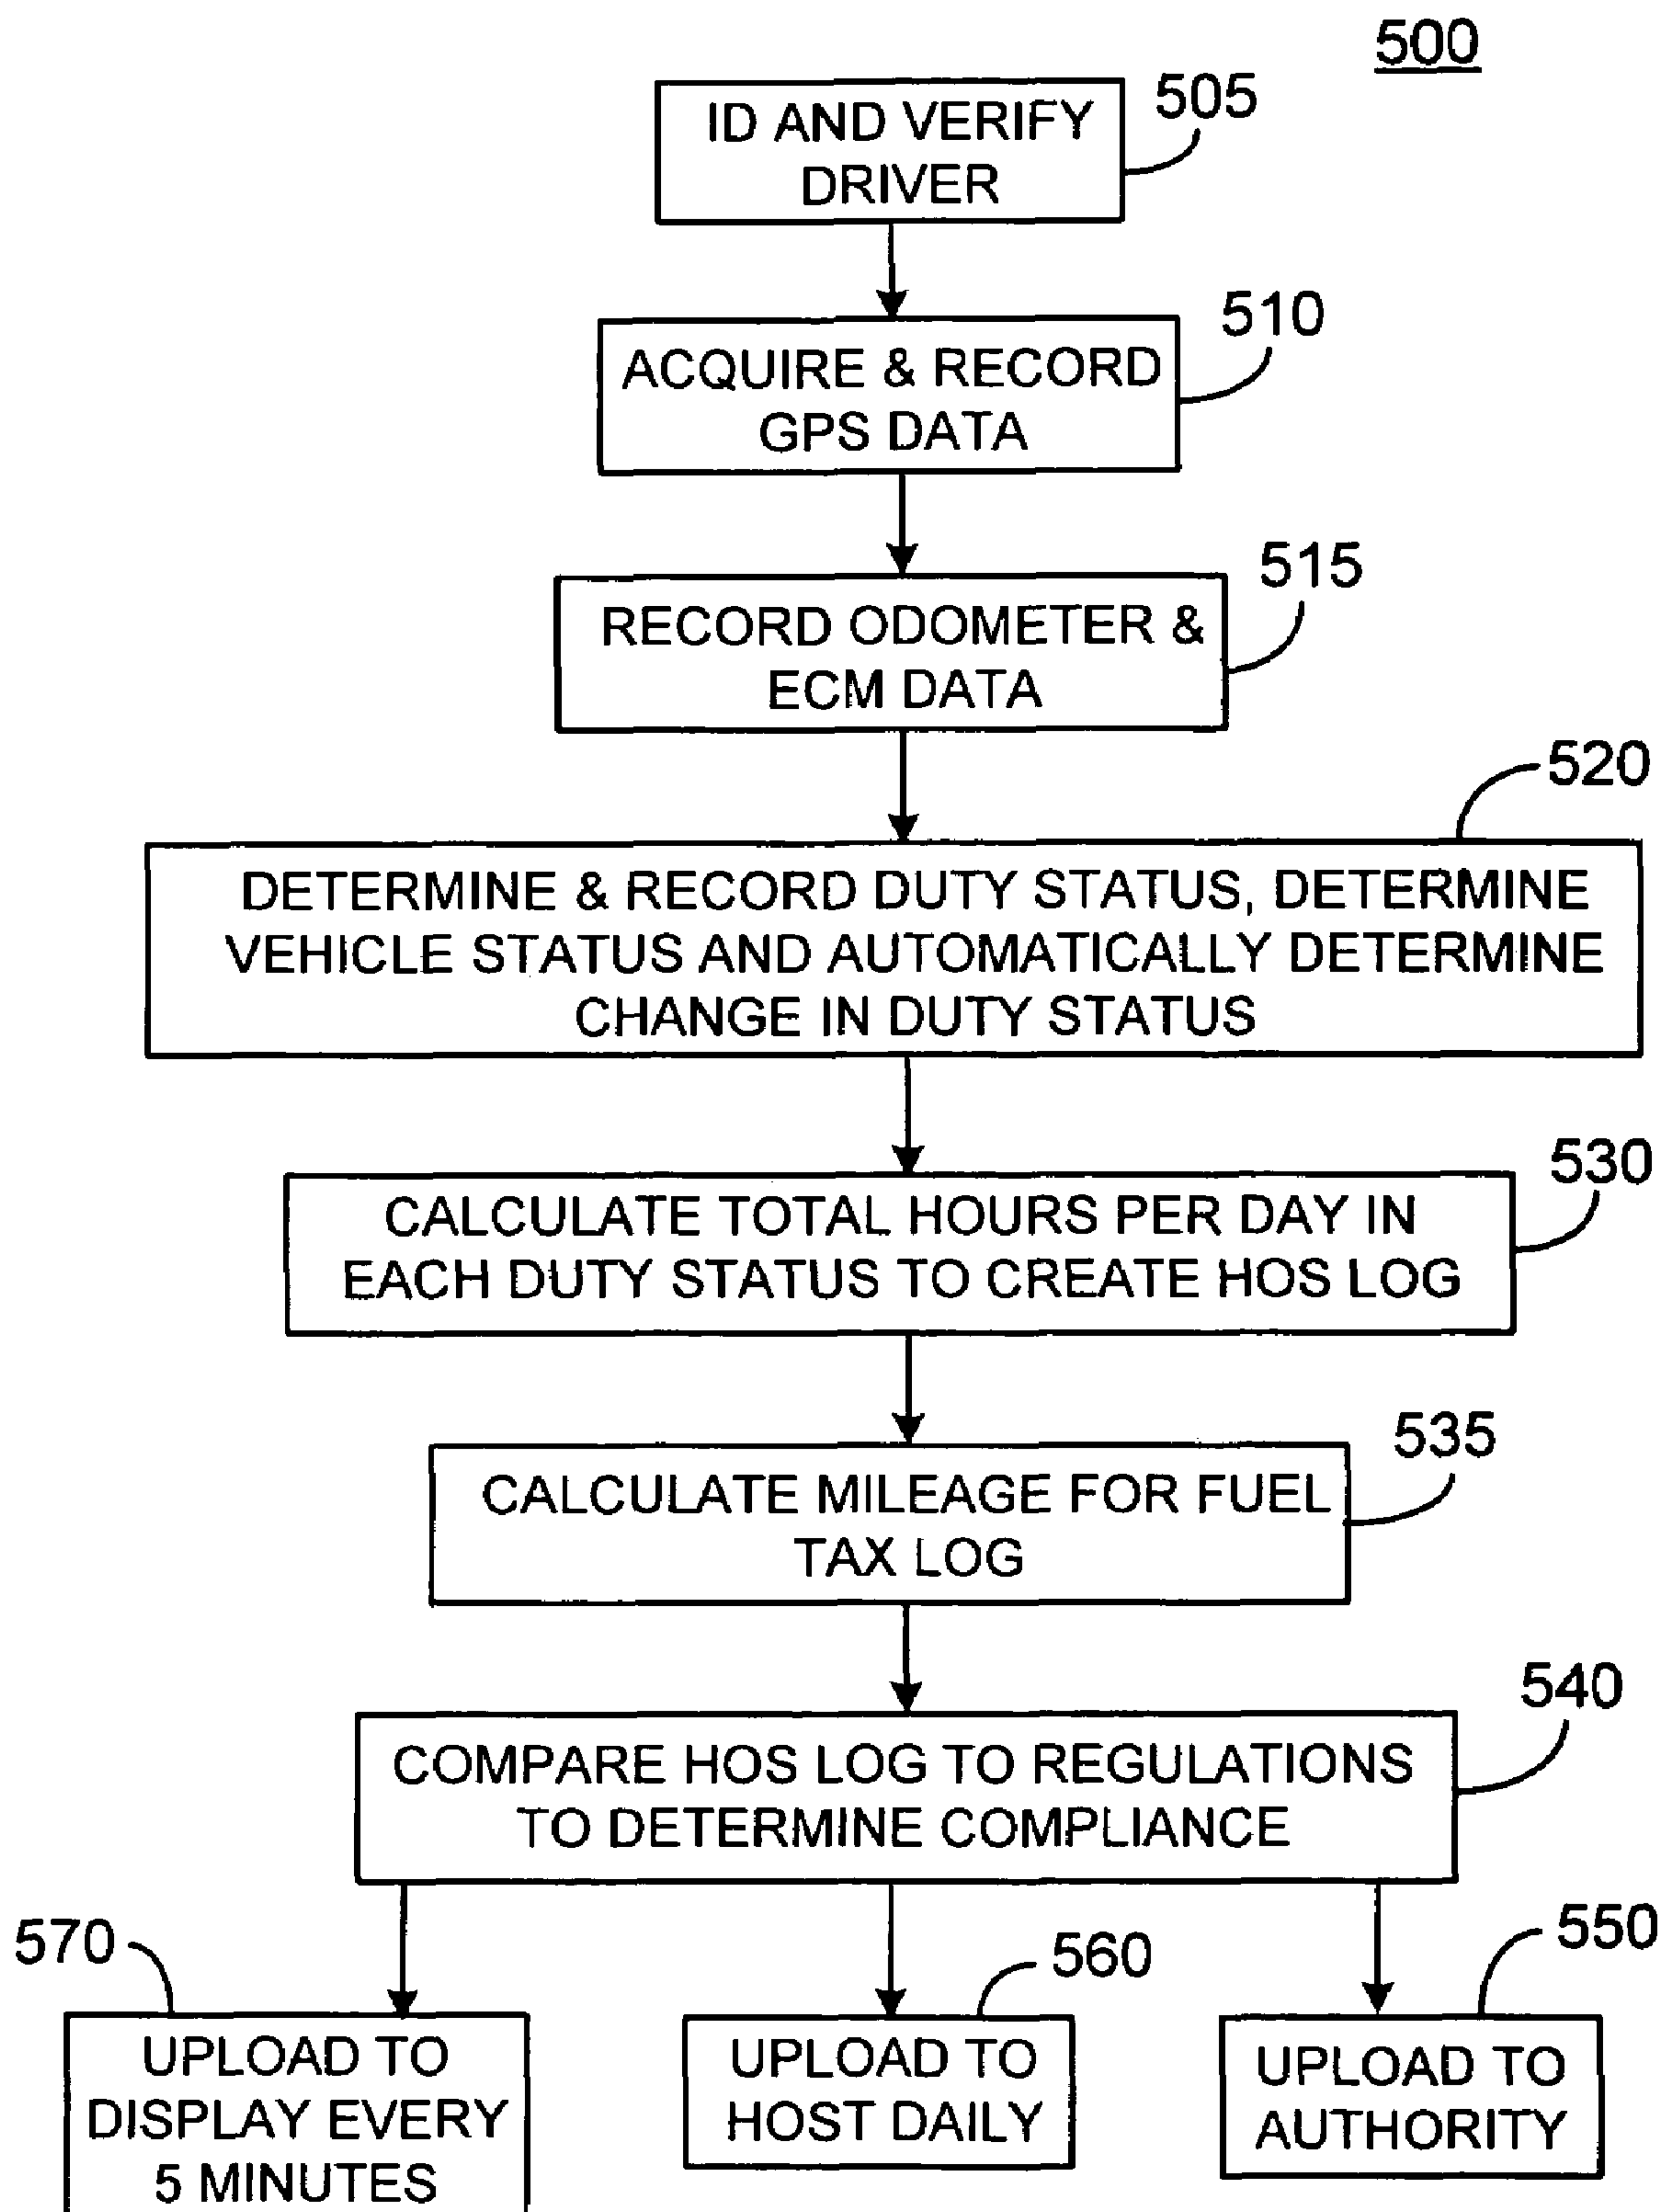 500
ID AND VERIFY
DRIVER
505
ACQUIRE & RECORD
GPS DATA
510
RECORD ODOMETER &
ECM DATA
515
520
DETERMINE & RECORD DUTY STATUS, DETERMINE
VEHICLE STATUS AND AUTOMATICALLY DETERMINE
CHANGE IN DUTY STATUS
530
CALCULATE TOTAL HOURS PER DAY IN
EACH DUTY STATUS TO CREATE HOS LOG
535
CALCULATE MILEAGE FOR FUEL
TAX LOG
540
COMPARE HOS LOG TO REGULATIONS
TO DETERMINE COMPLIANCE
570
UPLOAD TO
DISPLAY EVERY
5 MINUTES
560
UPLOAD TO
HOST DAILY
550
UPLOAD TO
AUTHORITY